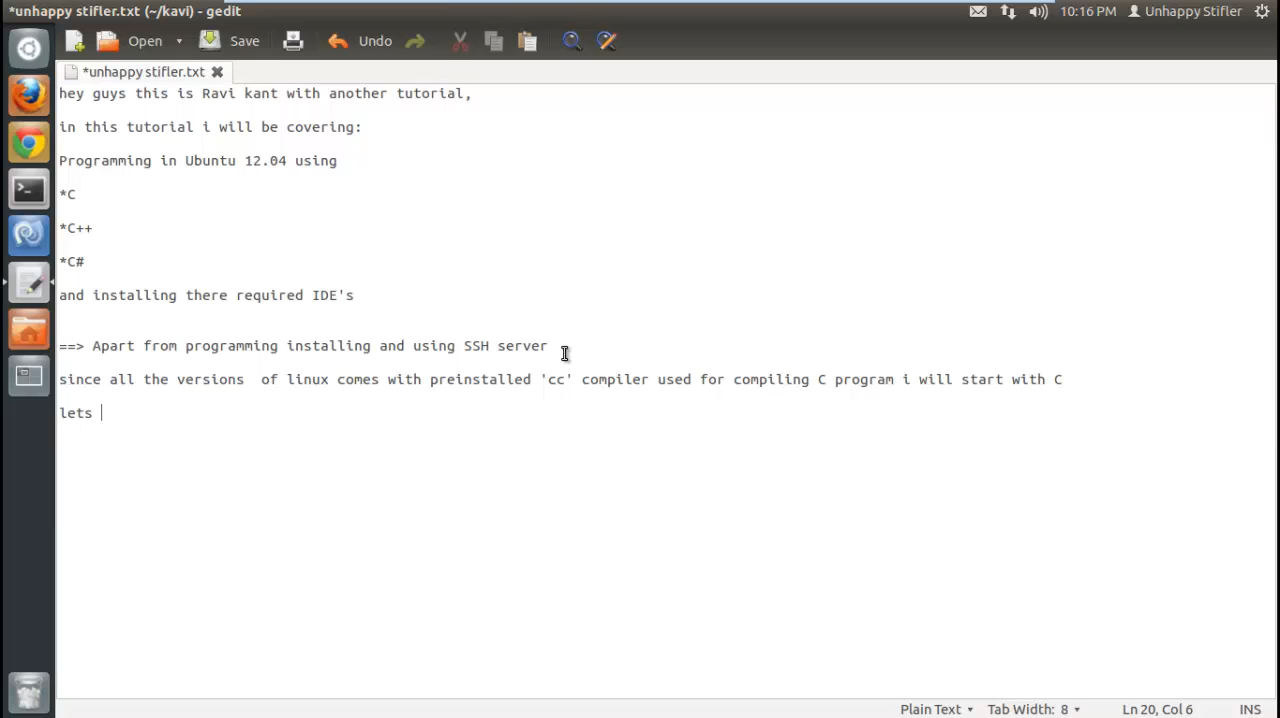 *unhappy stifler.txt (~/kavi) - gedit
10:16 PM Unhappy Stifler
Open Save Undo
*unhappy stifler.txt
hey guys this is Ravi kant with another tutorial,
in this tutorial i will be covering:
Programming in Ubuntu 12.04 using
*C
*C++
*C#
and installing there required IDE's
==> Apart from programming installing and using SSH server
since all the versions  of linux comes with preinstalled 'cc' compiler used for compiling C program i will start with C
lets
Plain Text Tab Width: 8 Ln 20, Col 6 INS